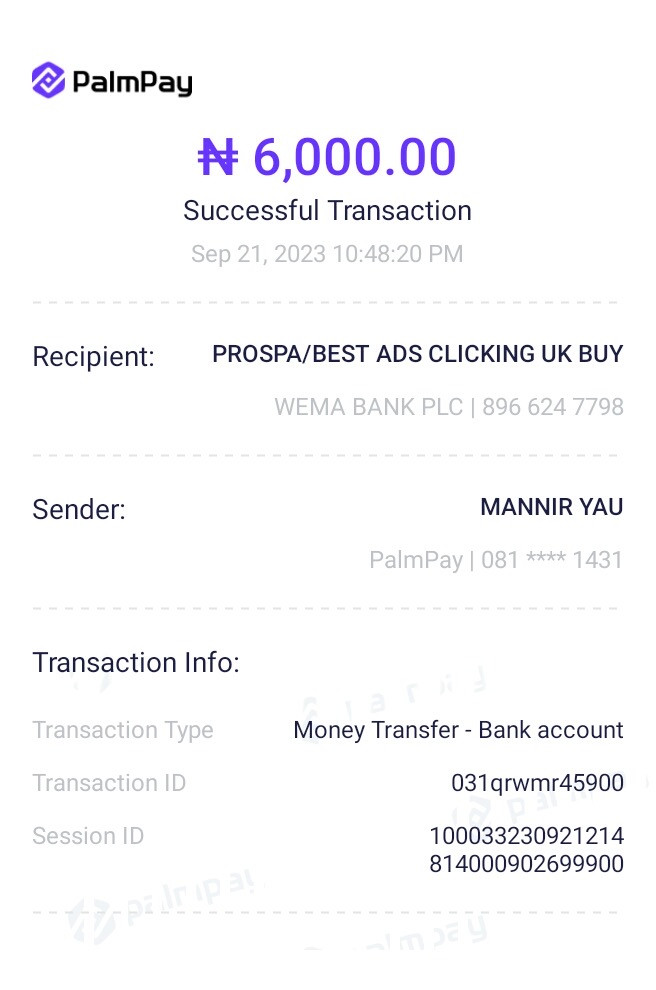 PalmPay
₦ 6,000.00
Successful Transaction
Sep 21, 2023 10:48:20 PM
Recipient: PROSPA/BEST ADS CLICKING UK BUY
WEMA BANK PLC | 896 624 7798
Sender: MANNIR YAU
PalmPay | 081 **** 1431
Transaction Info:
Transaction Type Money Transfer - Bank account
Transaction ID 031qrwmr45900
Session ID 100033230921214
814000902699900